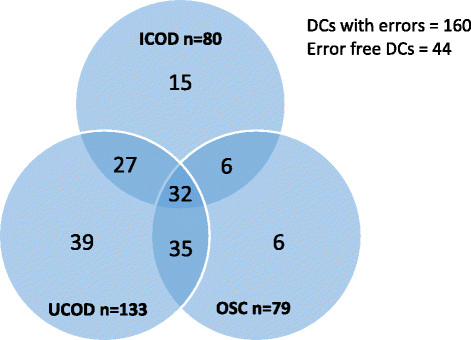 DCs with errors = 160
Error free DCs = 44
ICOD n=80
15
27
6
32
39
35
6
UCOD n=133
OSC n=79